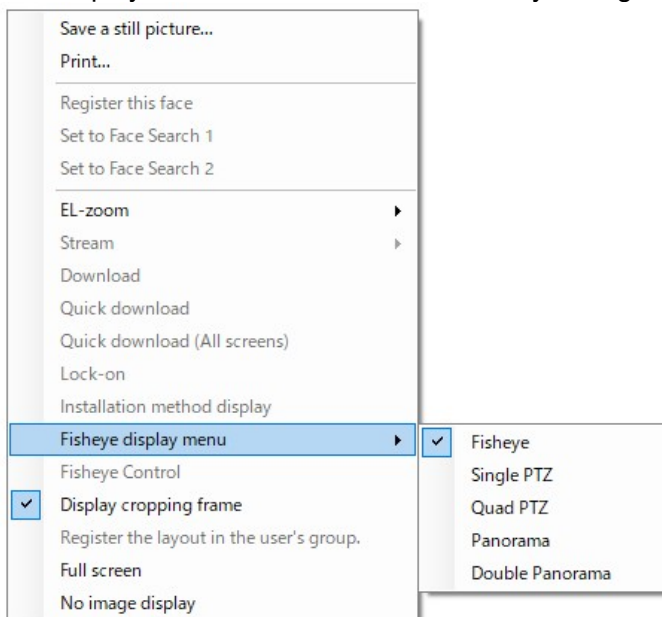 Save a still picture...
Print...
Register this face
Set to Face Search 1
Set to Face Search 2
EL-zoom
Stream
Download
Quick download
Quick download (All screens)
Lock-on
Installation method display
Fisheye display menu
Fisheye
Single PTZ
Quad PTZ
Panorama
Double Panorama
Fisheye Control
Display cropping frame
Register the layout in the user's group.
Full screen
No image display